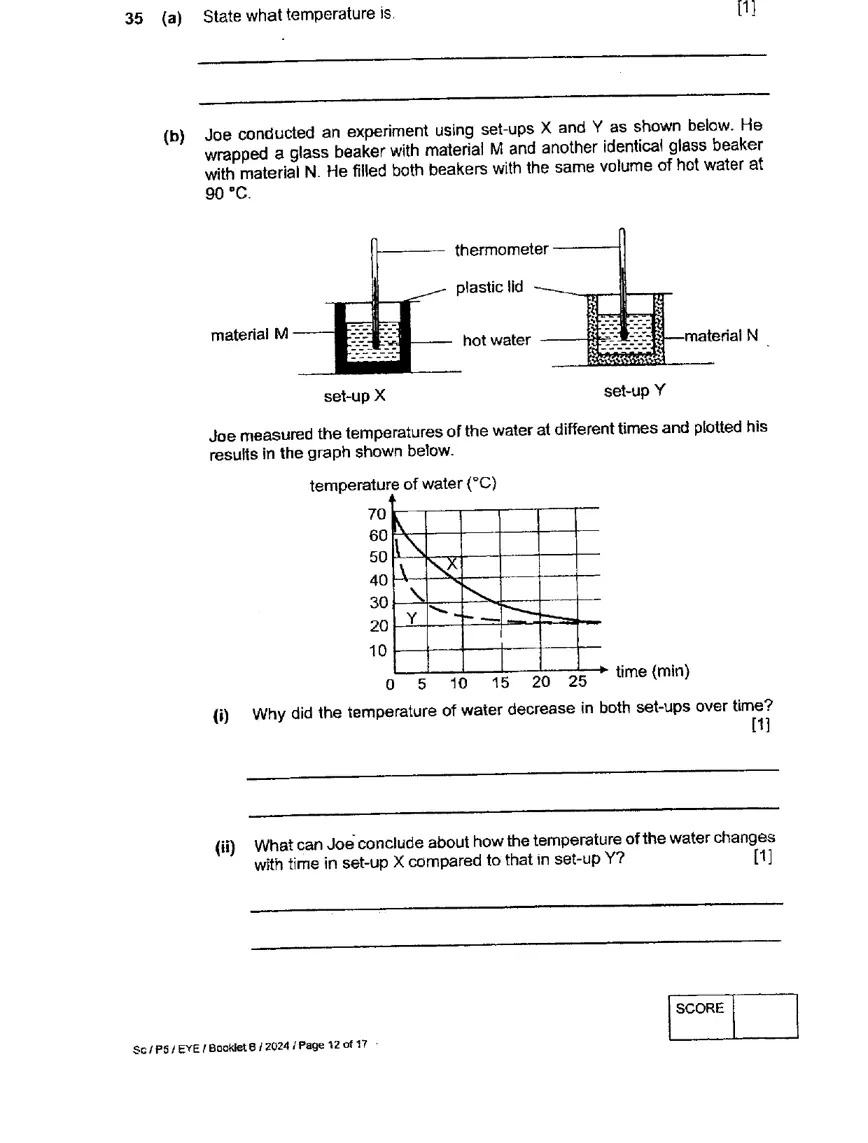 35 (a) State what temperature is. [1]
(b) Joe conducted an experiment using set-ups X and Y as shown below. He
wrapped a glass beaker with material M and another identical glass beaker
with material N. He filled both beakers with the same volume of hot water at
90 °C.
thermometer
plastic lid
material M
hot water
material N
set-up X
set-up Y
Joe measured the temperatures of the water at different times and plotted his
results in the graph shown below.
temperature of water (°C)
70
60
50
X
40
30
Y
20
10
time (min)
0 5 10 15 20 25
(i) Why did the temperature of water decrease in both set-ups over time?
[1]
(ii) What can Joe conclude about how the temperature of the water changes
with time in set-up X compared to that in set-up Y? [1]
SCORE
Sc / P5 / EYE / Booklet B / 2024 / Page 12 of 17